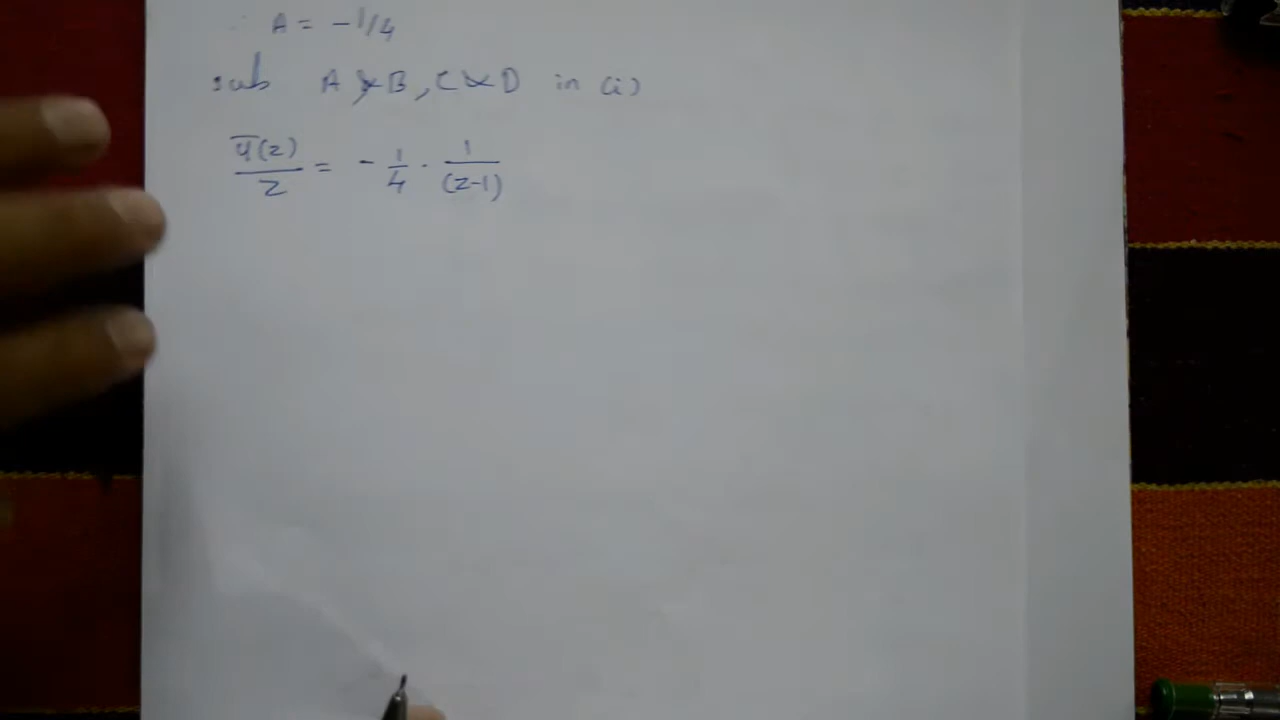 ∴ A = -1/4
sub A & B, C & D in (i)
ȳ(z)/z = - 1/4 · 1/(z-1)